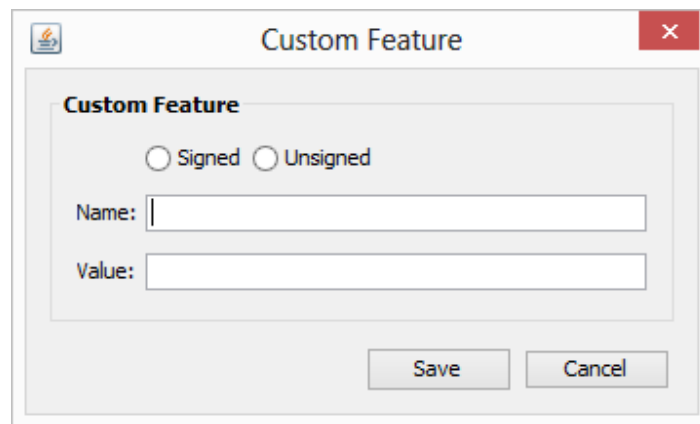 Custom Feature
Custom Feature
Signed Unsigned
Name:
Value:
Save Cancel